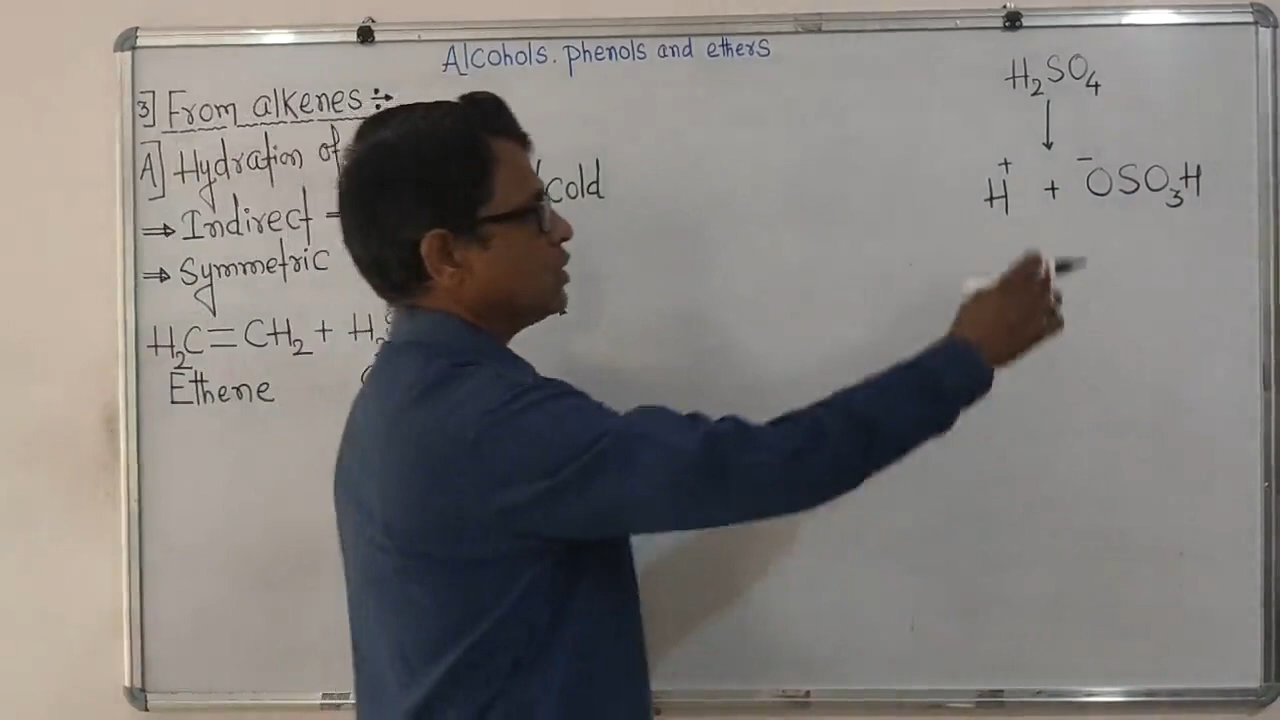 Alcohols. phenols and ethers
3] From alkenes :-
A] Hydration of
⇒ Indirect
cold
⇒ Symmetric
H₂C=CH₂ + H₂
Ethene
H₂SO₄
↓
H⁺ + ⁻OSO₃H